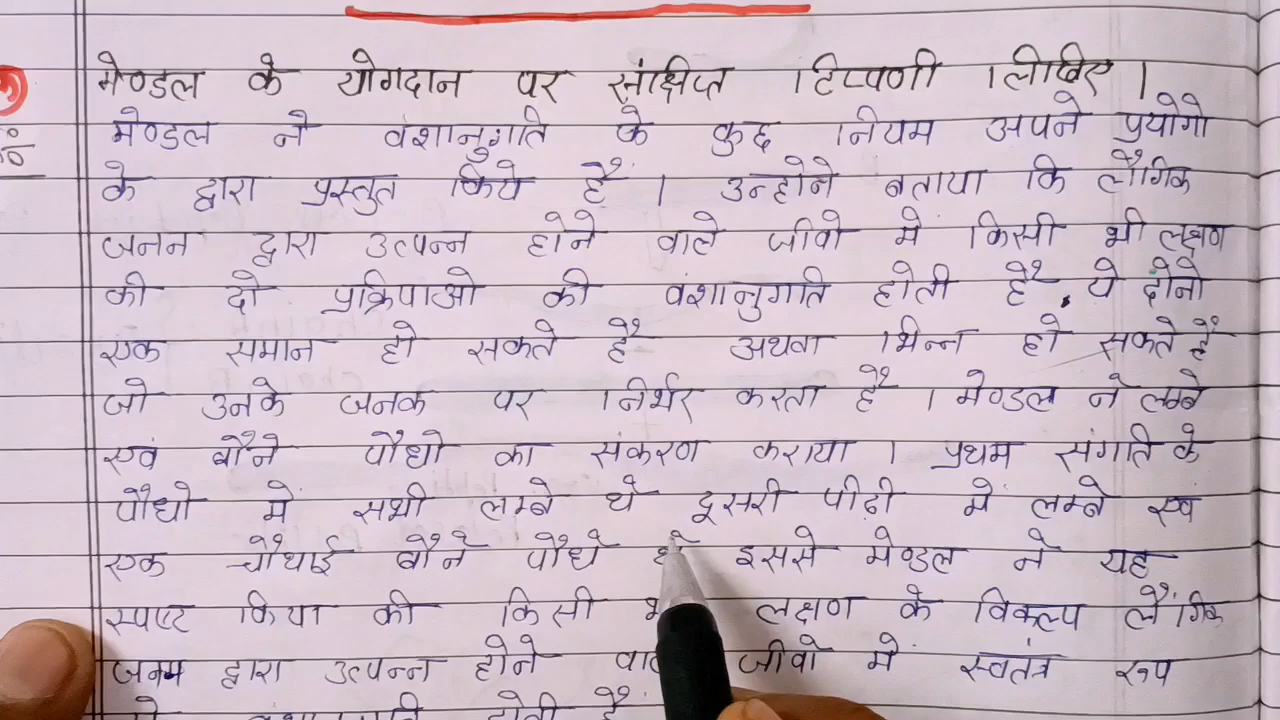 मेण्डल के योगदान पर संक्षिप्त टिप्पणी लिखिए ।
मेण्डल ने वंशानुगति के कुछ नियम अपने प्रयोगो
के द्वारा प्रस्तुत किये हैं । उन्होने बताया कि लैंगिक
जनन द्वारा उत्पन्न होने वाले जीवो मे किसी भी लक्षण
की दो प्रक्रिपाओ की वंशानुगति होती है , ये दोनो
एक समान हो सकते है अथवा भिन्न हो सकते है
जो उनके जनक पर निर्भर करता है । मेण्डल ने लम्बे
एवं बौने पौधो का संकरण कराया । प्रथम संगति के
पौधो में सभी लम्बे थे दूसरी पीढ़ी में लम्बे एवं
एक चौथाई बौने पौधे थे इससे मेण्डल ने यह
स्पष्ट किया की किसी लक्षण के विकल्प लैंगिक
जनन द्वारा उत्पन्न होने जीवो में स्वतंत्र रूप
होती है